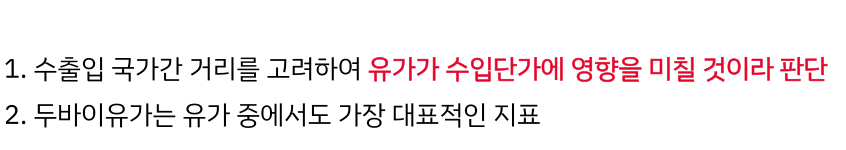 1. 수출입 국가간 거리를 고려하여 유가가 수입단가에 영향을 미칠 것이라 판단
2. 두바이유가는 유가 중에서도 가장 대표적인 지표